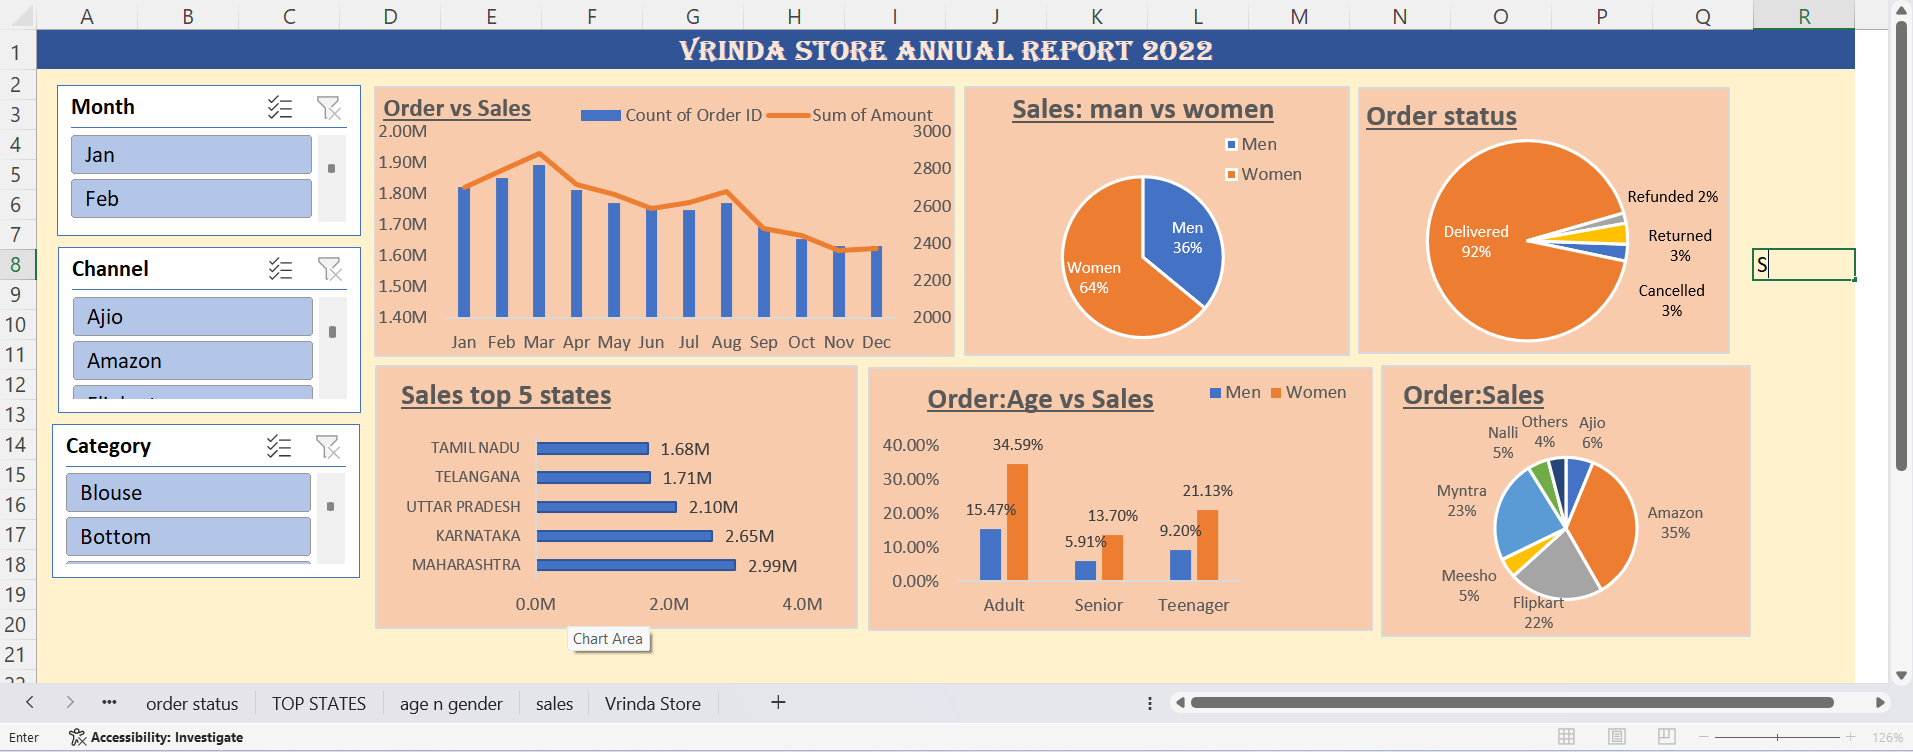 A B C D E F G H I J K L M N O P Q R
1 VRINDA STORE ANNUAL REPORT 2022
2
3
4
5
6
7
8
9
10
11
12
13
14
15
16
17
18
19
20
21
Month
Jan
Feb
Channel
Ajio
Amazon
Category
Blouse
Bottom
Order vs Sales
Count of Order ID Sum of Amount
2.00M
1.90M
1.80M
1.70M
1.60M
1.50M
1.40M
3000
2800
2600
2400
2200
2000
Jan Feb Mar Apr May Jun Jul Aug Sep Oct Nov Dec
Sales: man vs women
Men
Women
Men
36%
Women
64%
Order status
Delivered
92%
Refunded 2%
Returned
3%
Cancelled
3%
S
Sales top 5 states
TAMIL NADU 1.68M
TELANGANA 1.71M
UTTAR PRADESH 2.10M
KARNATAKA 2.65M
MAHARASHTRA 2.99M
0.0M 2.0M 4.0M
Chart Area
Order:Age vs Sales
Men Women
40.00%
30.00%
20.00%
10.00%
0.00%
15.47% 34.59%
5.91% 13.70%
9.20% 21.13%
Adult Senior Teenager
Order:Sales
Others
4%
Ajio
6%
Nalli
5%
Myntra
23%
Amazon
35%
Meesho
5%
Flipkart
22%
order status TOP STATES age n gender sales Vrinda Store
Enter Accessibility: Investigate 126%